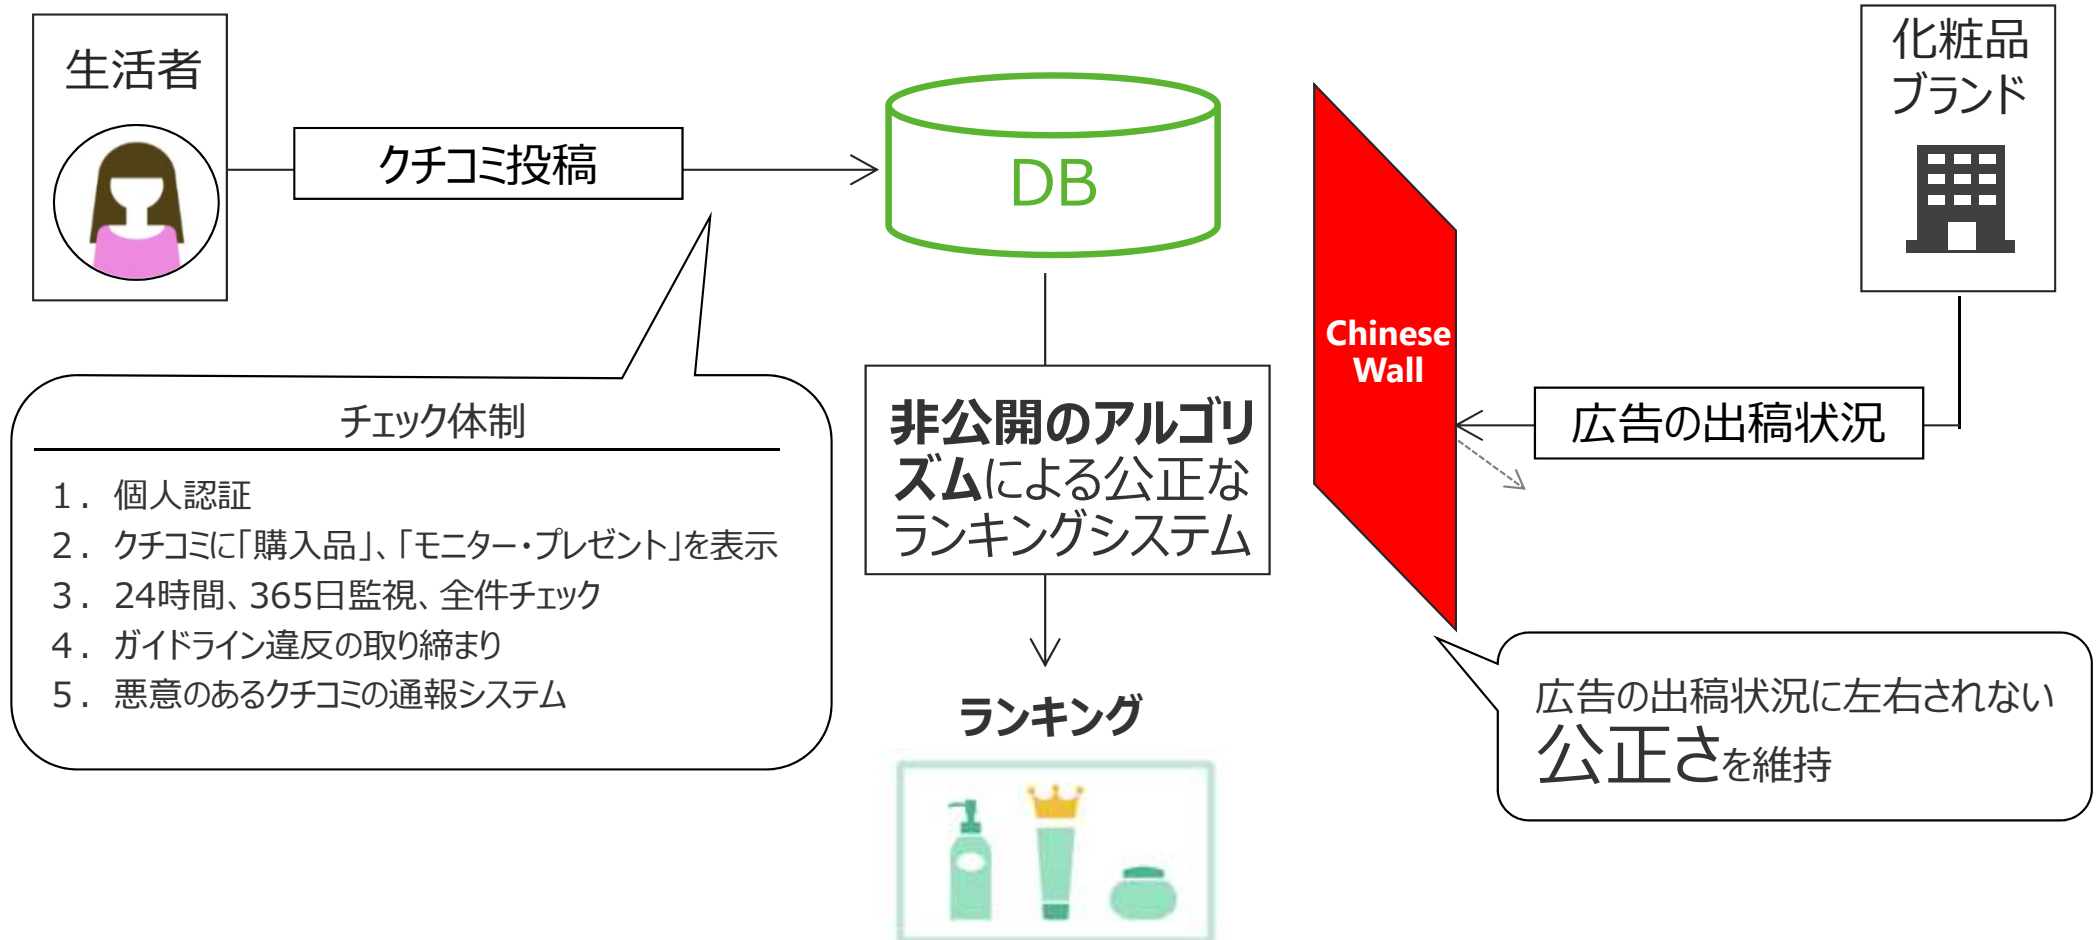 生活者
クチコミ投稿
DB
化粧品
ブランド
Chinese
Wall
広告の出稿状況
チェック体制
1. 個人認証
2. クチコミに「購入品」、「モニター・プレゼント」を表示
3. 24時間、365日監視、全件チェック
4. ガイドライン違反の取り締まり
5. 悪意のあるクチコミの通報システム
非公開のアルゴリ
ズムによる公正な
ランキングシステム
ランキング
広告の出稿状況に左右されない
公正さを維持